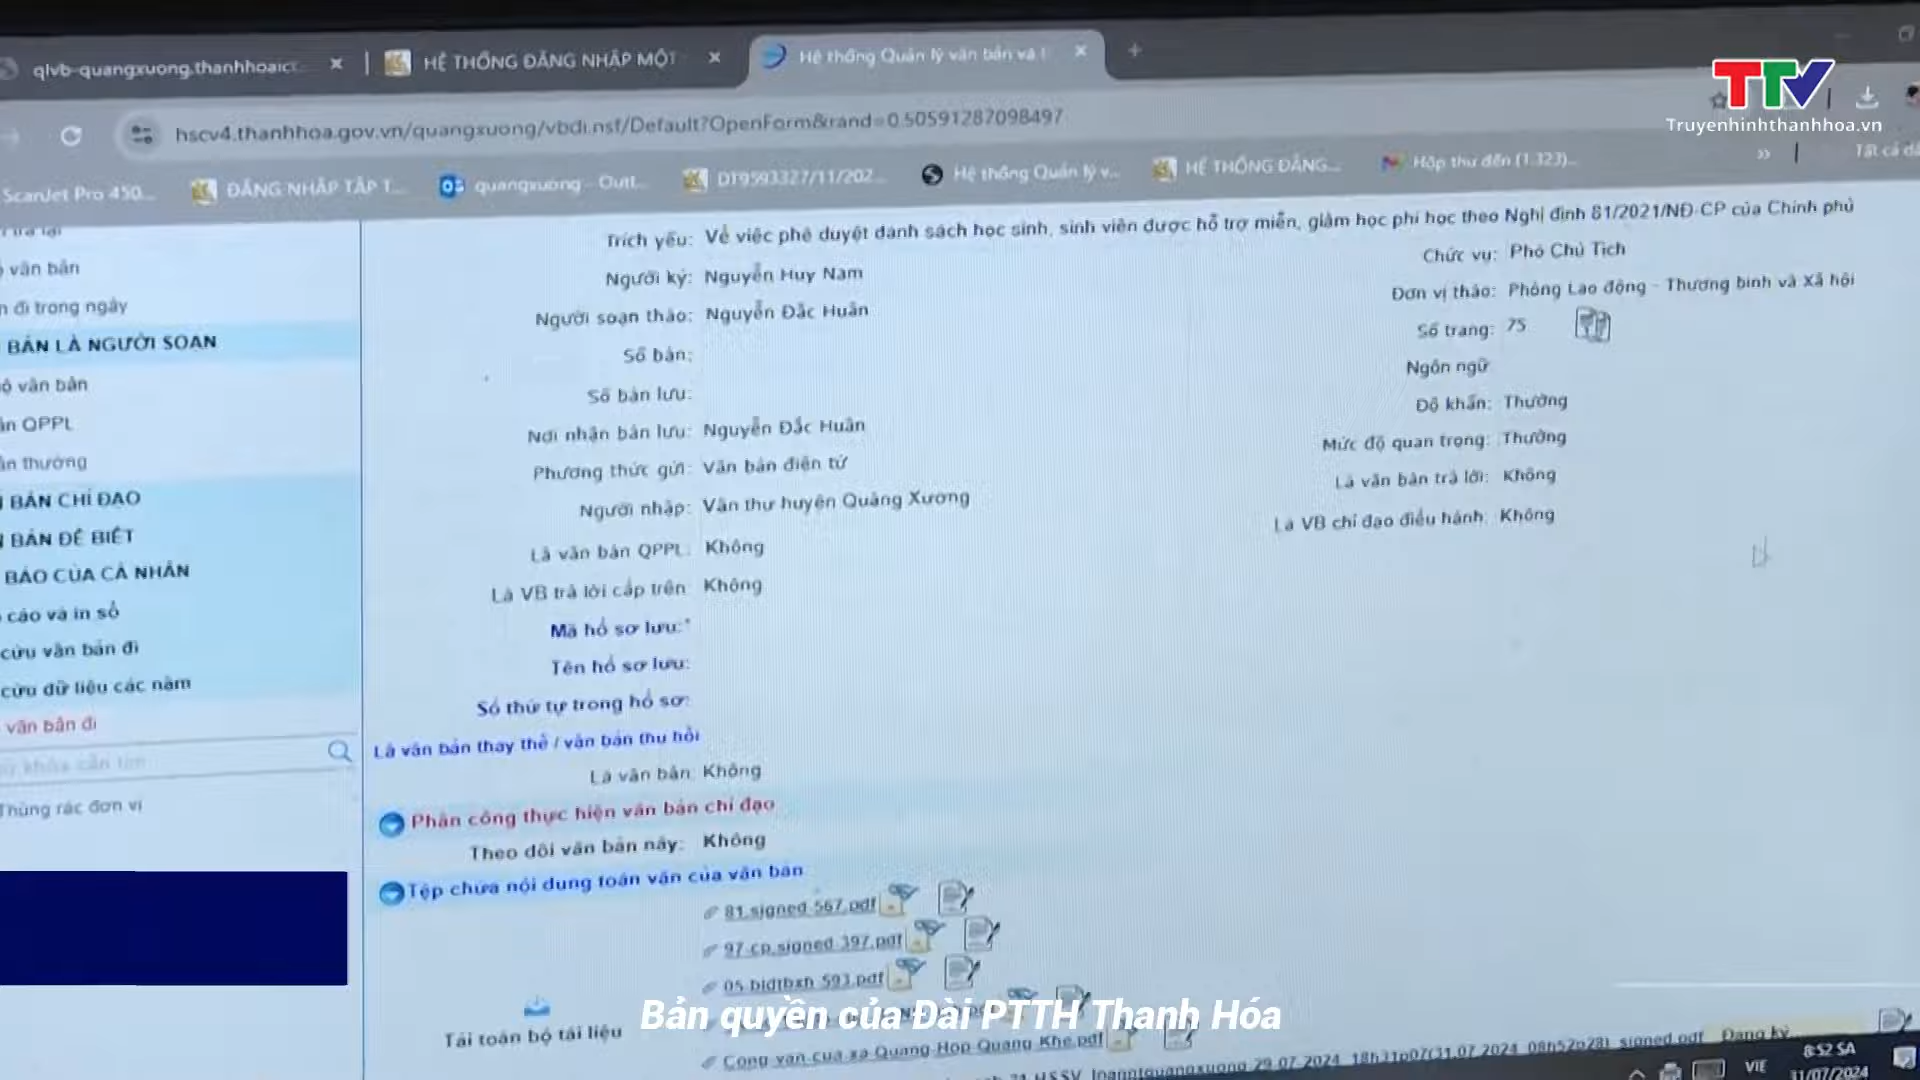 qlvb-quangxuong.thanhhoaict
HỆ THỐNG ĐĂNG NHẬP MỘT
Hệ thống Quản lý văn bản và
TTV
Truyenhinhthanhhoa.vn
hscv4.thanhhoa.gov.vn/quangxuong/vbdi.nsf/Default?OpenForm&rand=0.50591287098497
ScanJet Pro 450...
ĐĂNG NHẬP TẬP T...
quangxuong - Outl...
DT9593327/11/202...
Hệ thống Quản lý v...
HỆ THỐNG ĐĂNG...
Hộp thư đến (1.323)...
Tất cả
Trích yếu: Về việc phê duyệt danh sách học sinh, sinh viên được hỗ trợ miễn, giảm học phí học theo Nghị định 81/2021/NĐ-CP của Chính phủ
văn bản
Người ký: Nguyễn Huy Nam
Chức vụ: Phó Chủ Tịch
đi trong ngày
Người soạn thảo: Nguyễn Đắc Huân
Đơn vị thảo: Phòng Lao động - Thương binh và Xã hội
BẢN LÀ NGƯỜI SOẠN
Số bản:
Số trang: 75
văn bản
Số bản lưu:
Ngôn ngữ
QPPL
Nơi nhận bản lưu: Nguyễn Đắc Huân
Độ khẩn: Thường
thường
Phương thức gửi: Văn bản điện tử
Mức độ quan trọng: Thường
BẢN CHỈ ĐẠO
Người nhập: Văn thư huyện Quảng Xương
Là văn bản trả lời: Không
BẢN ĐỂ BIẾT
Là văn bản QPPL: Không
Là VB chỉ đạo điều hành: Không
BÁO CỦA CÁ NHÂN
Là VB trả lời cấp trên: Không
cáo và in sổ
Mã hồ sơ lưu:*
cứu văn bản đi
Tên hồ sơ lưu:
cứu dữ liệu các năm
Số thứ tự trong hồ sơ:
văn bản đi
Là văn bản thay thế / văn bản thu hồi
khóa cần tìm
Là văn bản: Không
Thùng rác đơn vị
Phân công thực hiện văn bản chỉ đạo
Theo dõi văn bản này: Không
Tệp chứa nội dung toàn văn của văn bản
81.signed_567.pdf
97-cp.signed_397.pdf
05-bldtbxh_593.pdf
Bản quyền của Đài PTTH Thanh Hóa
Tải toàn bộ tài liệu
Cong van cua xa Quang Hop Quang Khe.pdf
Đang ký...
VIE
8:52 SA